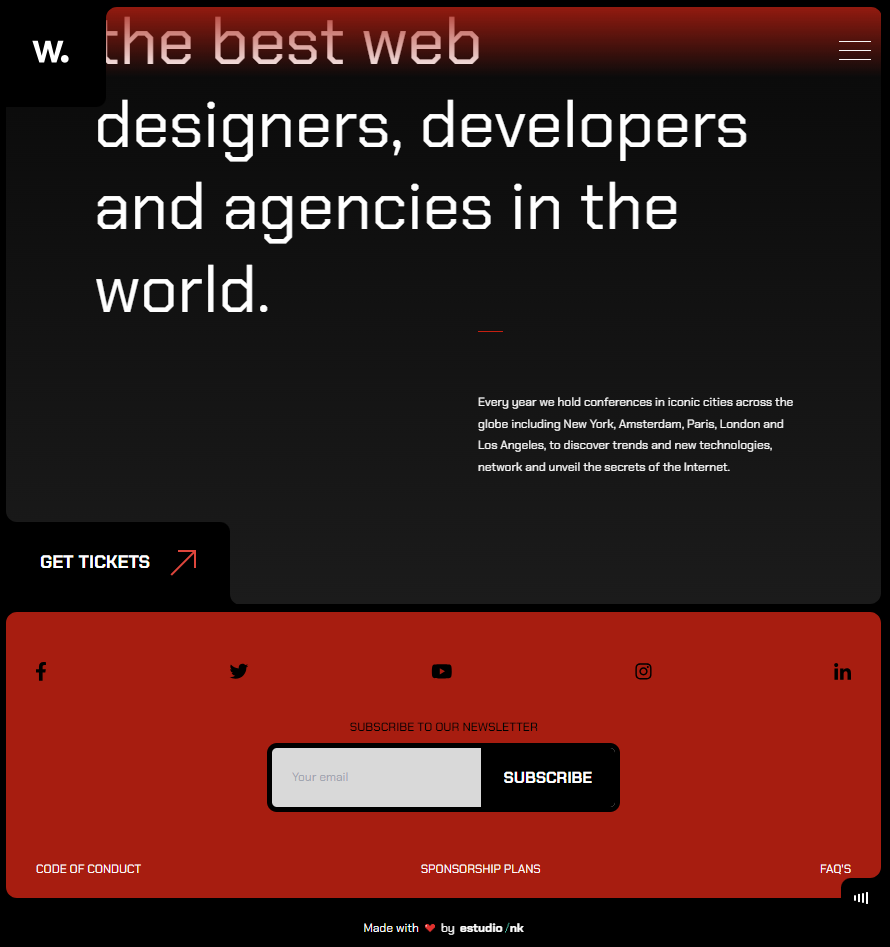 W.
the best web
designers, developers
and agencies in the
world.
Every year we hold conferences in iconic cities across the
globe including New York, Amsterdam, Paris, London and
Los Angeles, to discover trends and new technologies,
network and unveil the secrets of the Internet.
GET TICKETS
SUBSCRIBE TO OUR NEWSLETTER
Your email
SUBSCRIBE
CODE OF CONDUCT
SPONSORSHIP PLANS
FAQ'S
Made with ❤ by estudio/nk